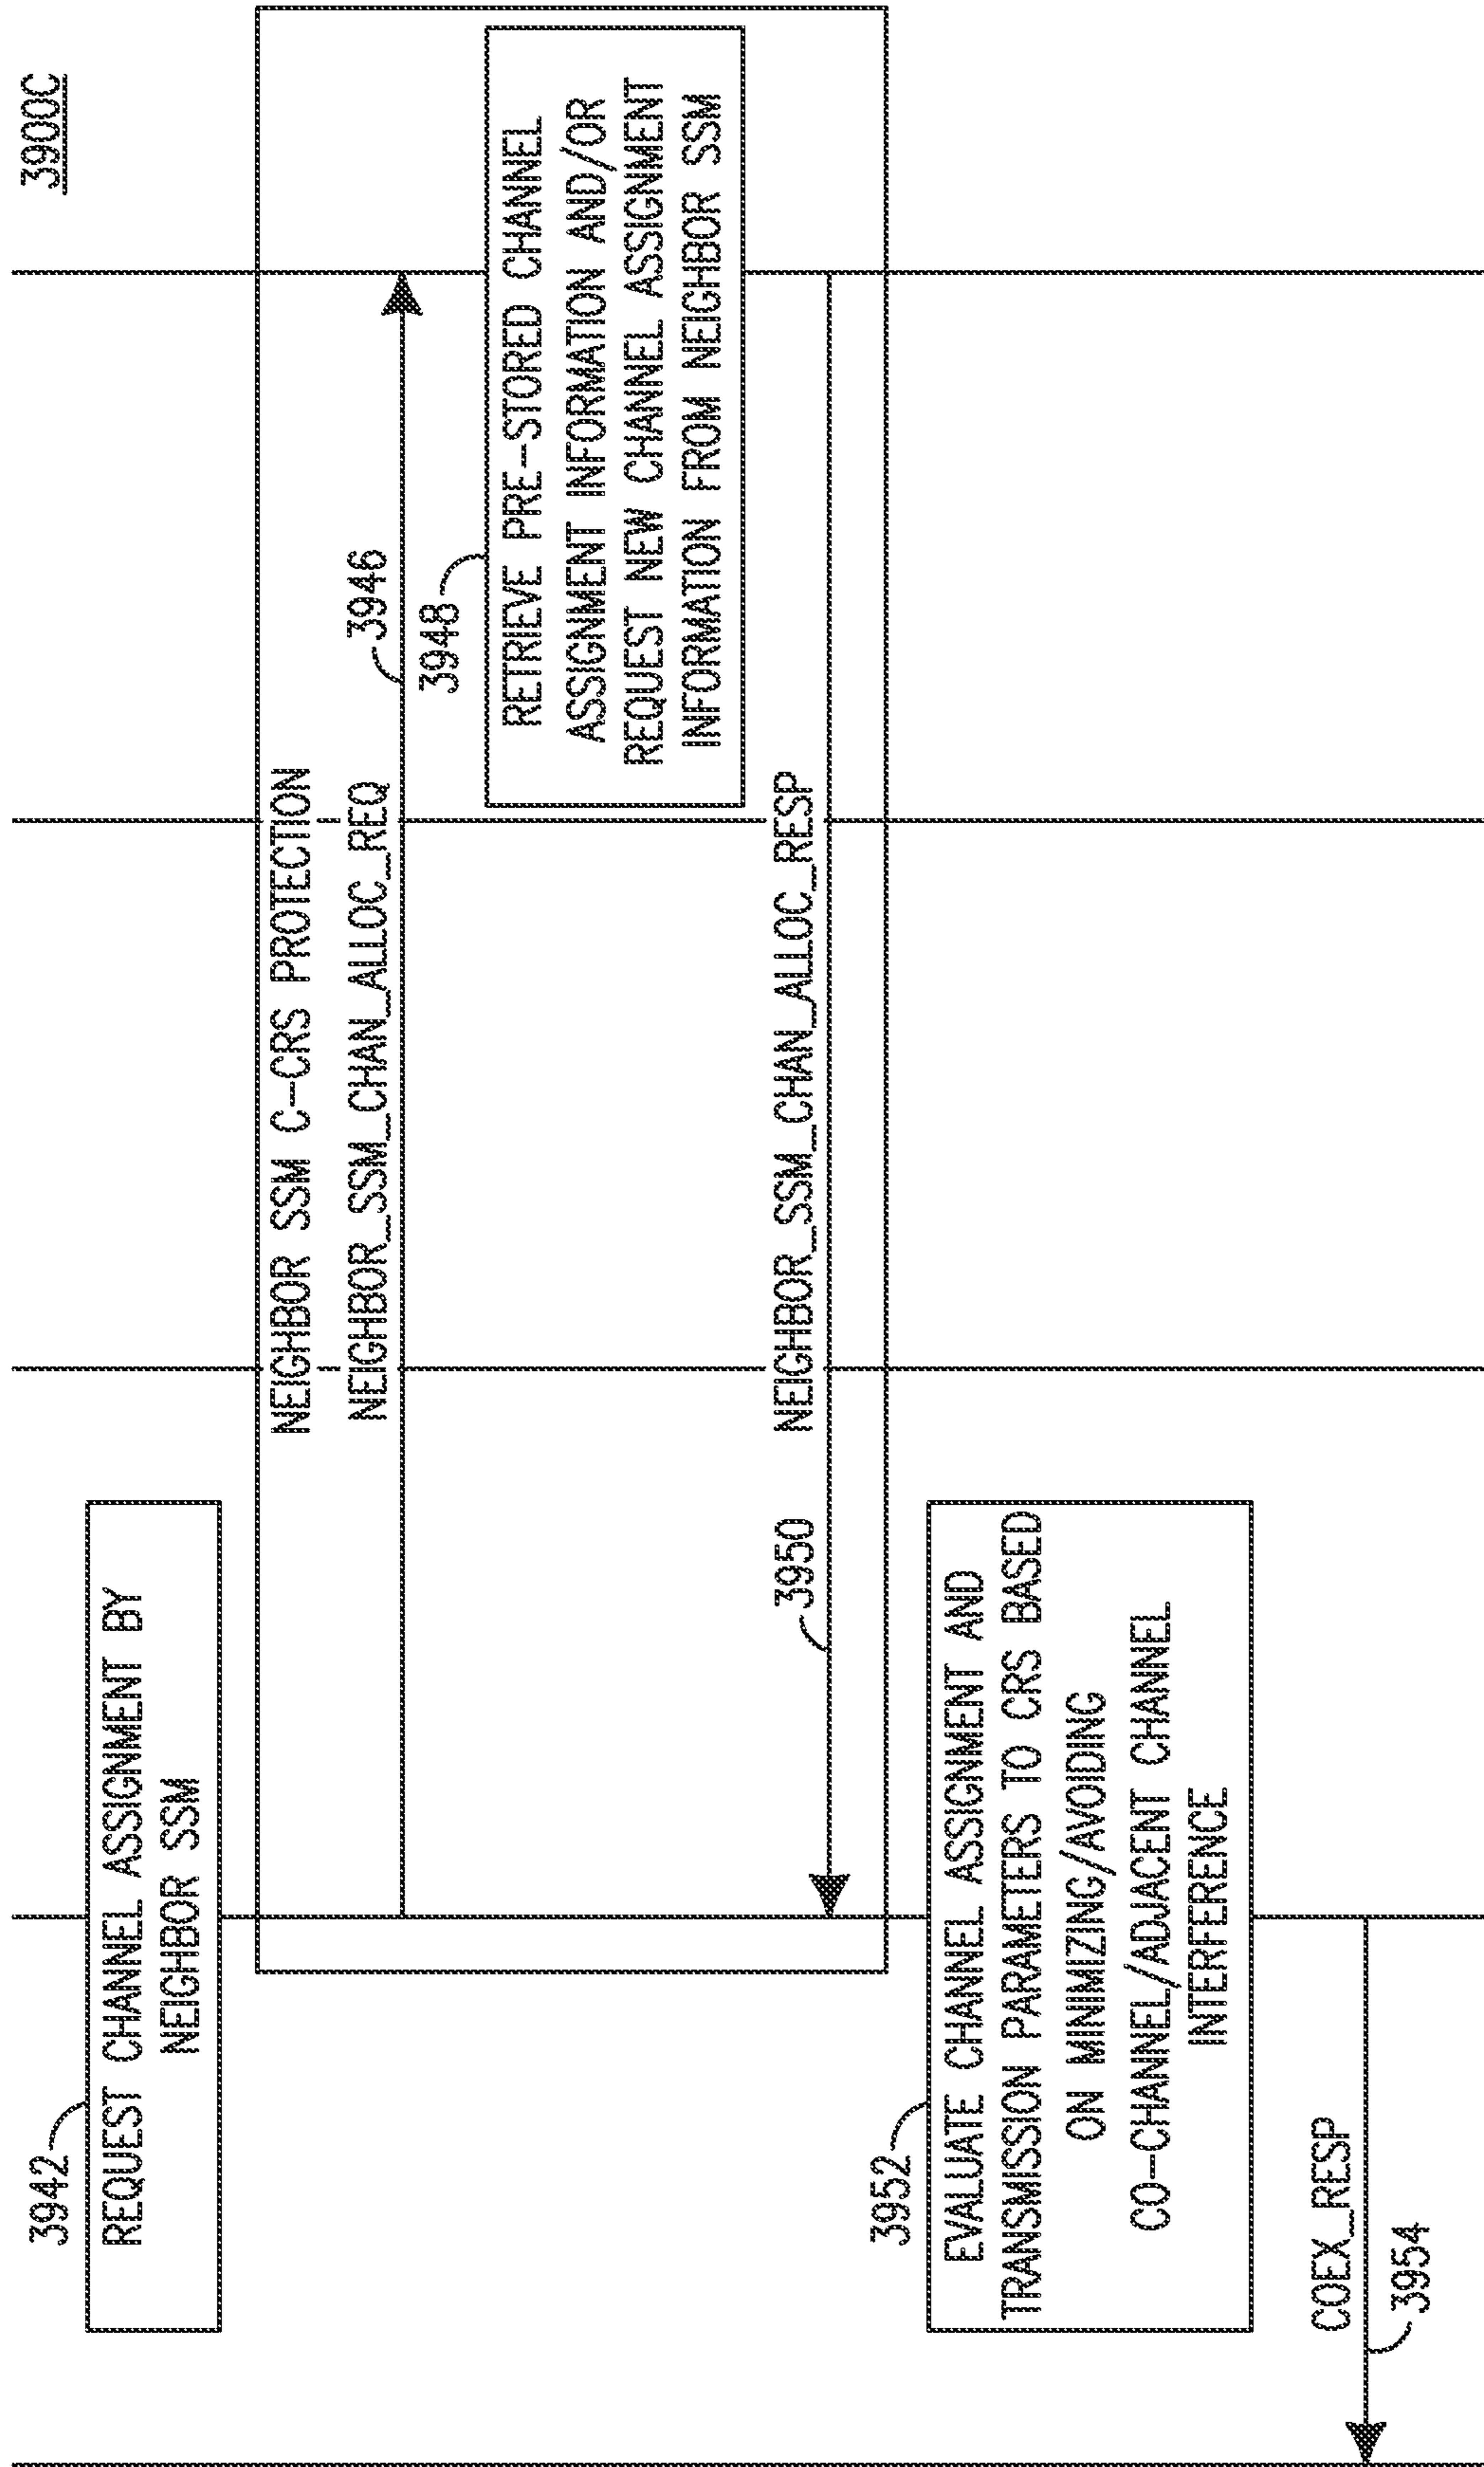 3900C
3942
REQUEST CHANNEL ASSIGNMENT BY
NEIGHBOR SSM
NEIGHBOR SSM C-CRS PROTECTION
NEIGHBOR_SSM_CHAN_ALLOC_REQ
3946
3948
RETRIEVE PRE-STORED CHANNEL
ASSIGNMENT INFORMATION AND/OR
REQUEST NEW CHANNEL ASSIGNMENT
INFORMATION FROM NEIGHBOR SSM
3950
NEIGHBOR_SSM_CHAN_ALLOC_RESP
3952
EVALUATE CHANNEL ASSIGNMENT AND
TRANSMISSION PARAMETERS TO CRS BASED
ON MINIMIZING/AVOIDING
CO-CHANNEL/ADJACENT CHANNEL
INTERFERENCE
COEX_RESP
3954